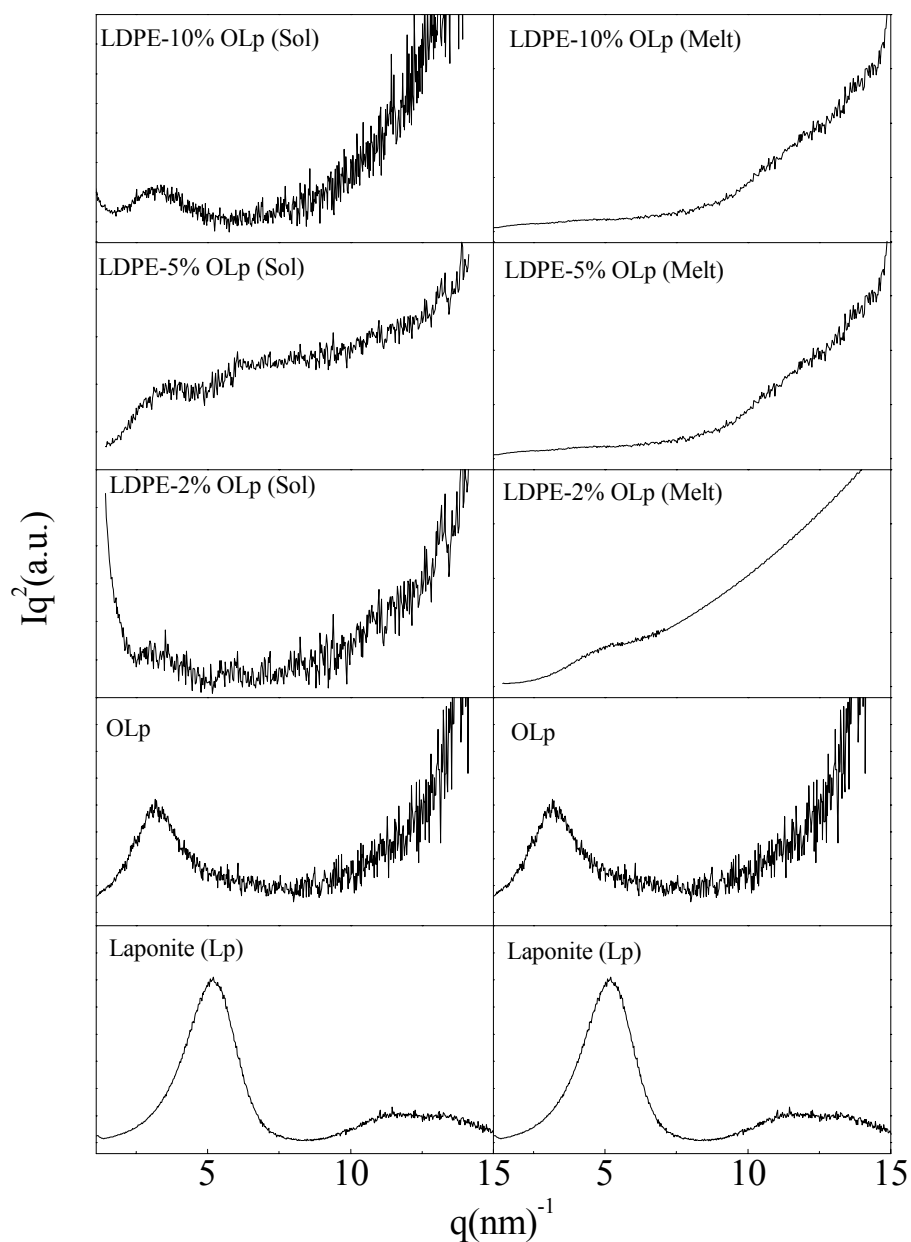 LDPE-10% OLp (Sol)
LDPE-10% OLp (Melt)
LDPE-5% OLp (Sol)
LDPE-5% OLp (Melt)
LDPE-2% OLp (Sol)
LDPE-2% OLp (Melt)
Iq²(a.u.)
OLp
OLp
Laponite (Lp)
Laponite (Lp)
5 10 15 5 10 15
q(nm)⁻¹